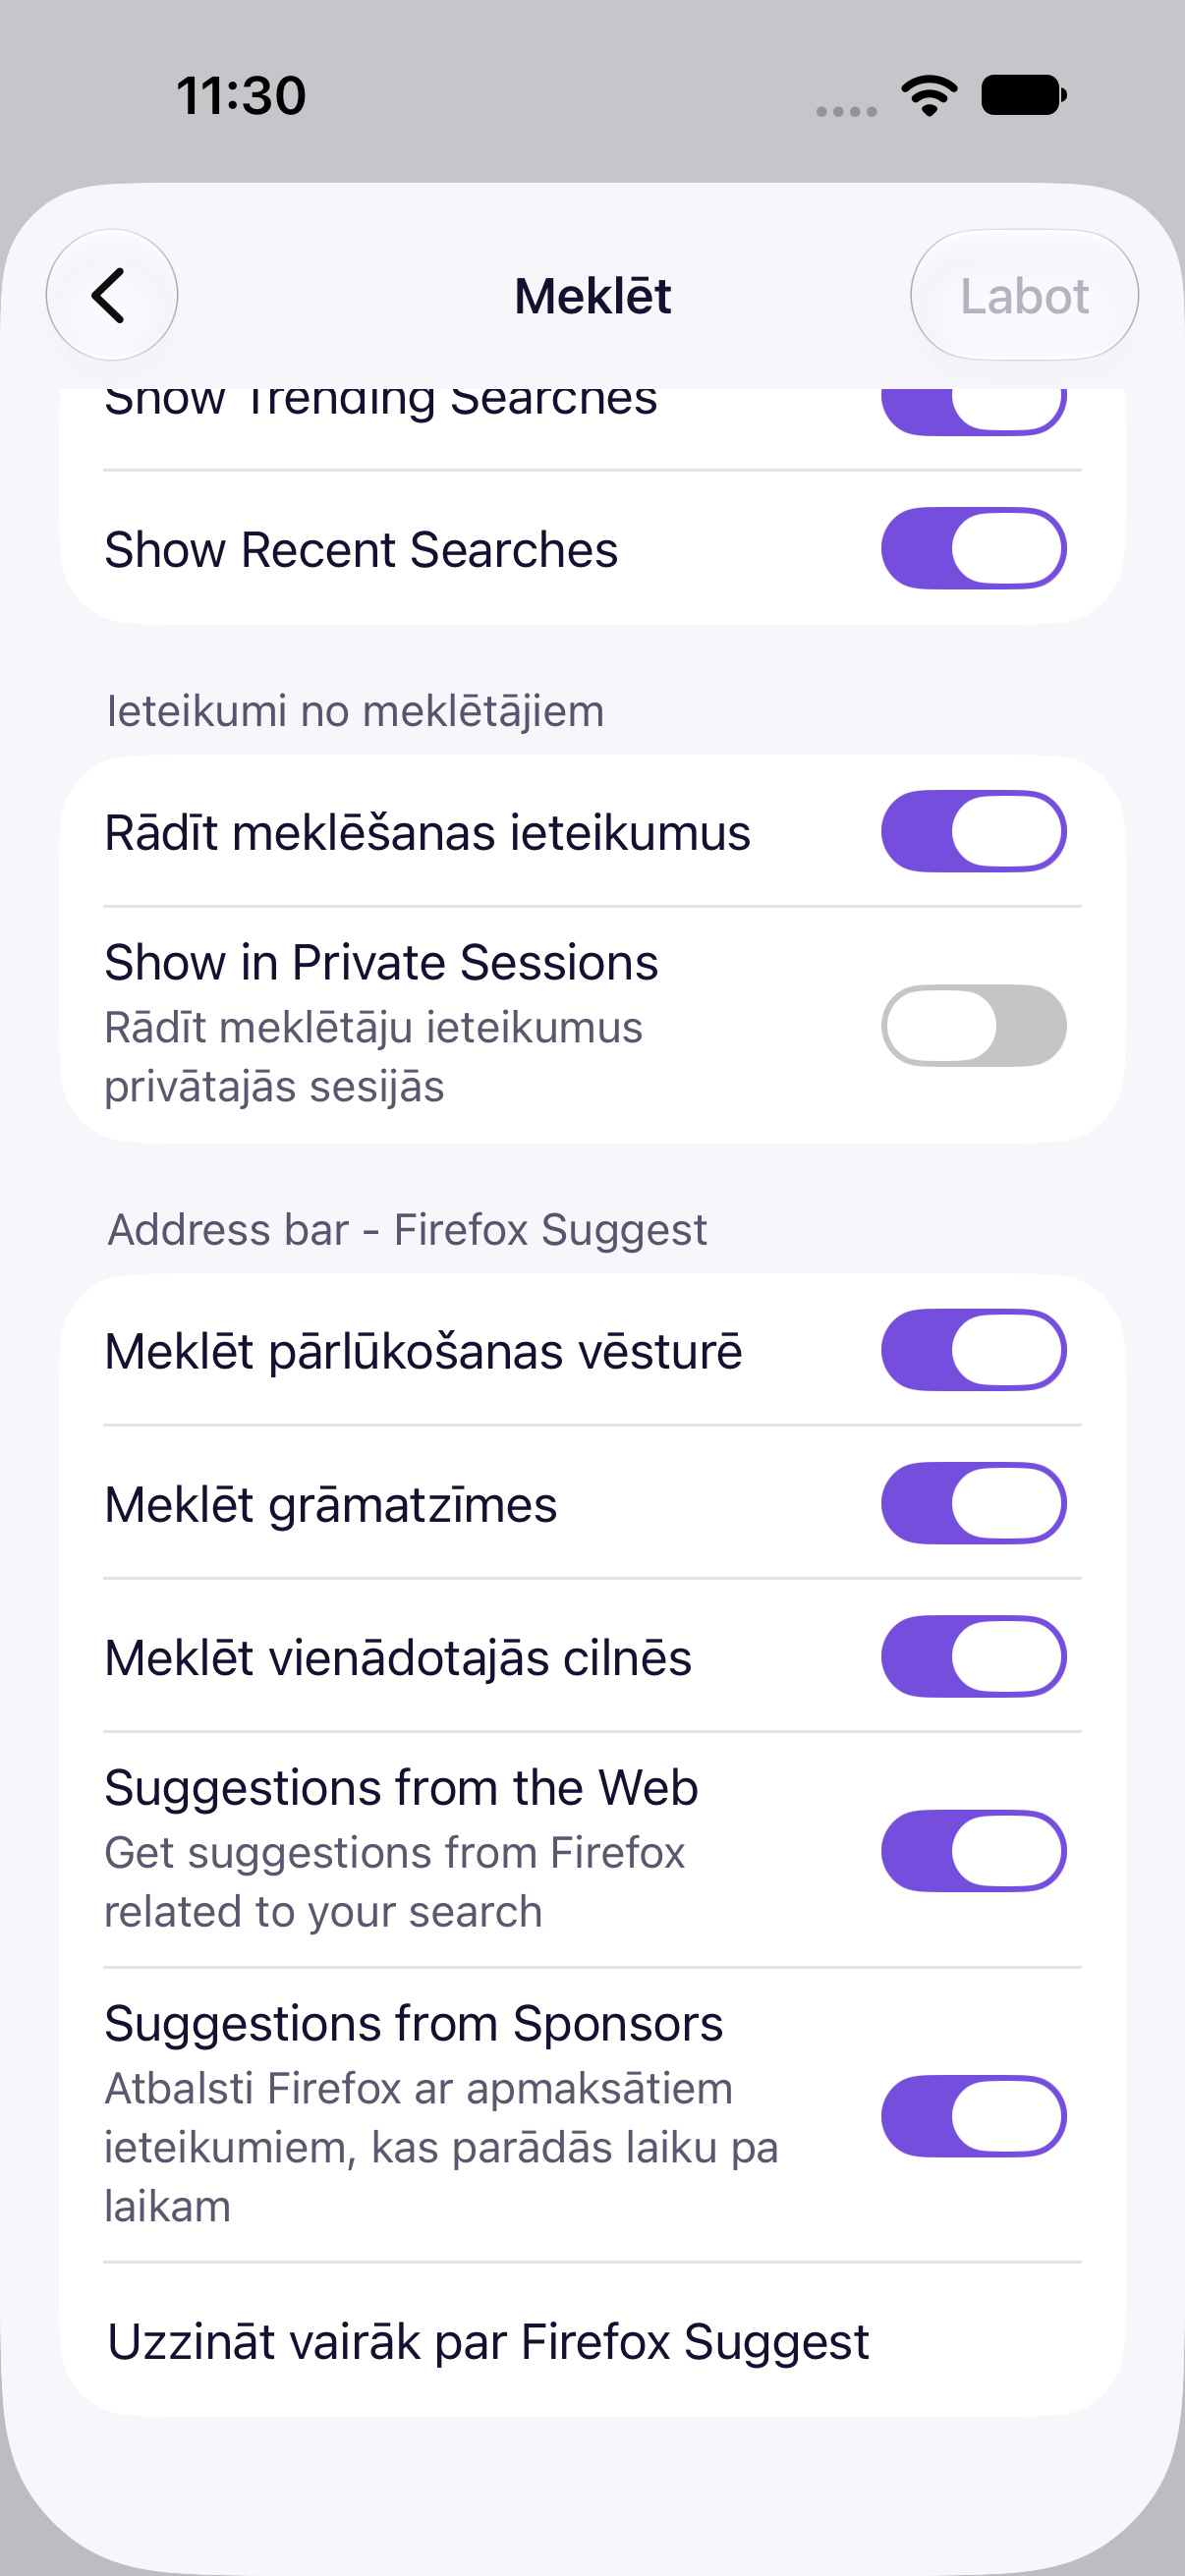 11:30
Meklēt
Labot
Show Trending Searches
Show Recent Searches
Ieteikumi no meklētājiem
Rādīt meklēšanas ieteikumus
Show in Private Sessions
Rādīt meklētāju ieteikumus
privātajās sesijās
Address bar - Firefox Suggest
Meklēt pārlūkošanas vēsturē
Meklēt grāmatzīmes
Meklēt vienādotajās cilnēs
Suggestions from the Web
Get suggestions from Firefox
related to your search
Suggestions from Sponsors
Atbalsti Firefox ar apmaksātiem
ieteikumiem, kas parādās laiku pa
laikam
Uzzināt vairāk par Firefox Suggest